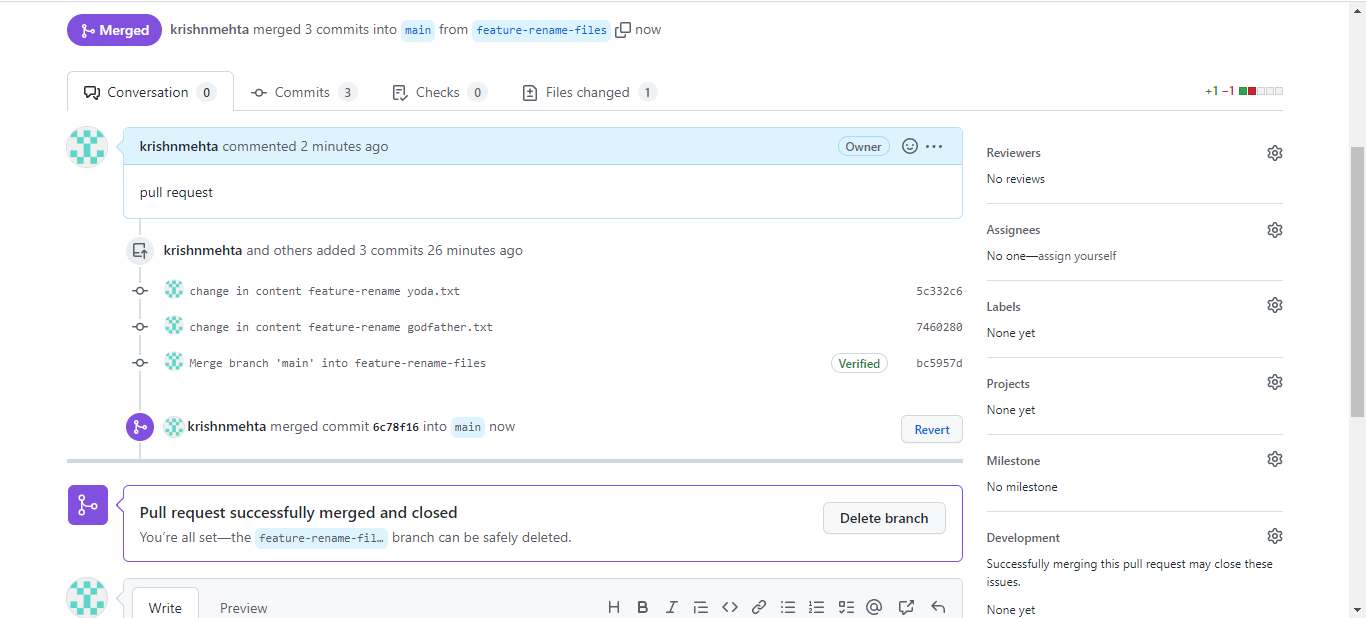 Merged krishnmehta merged 3 commits into main from feature-rename-files now
Conversation 0 Commits 3 Checks 0 Files changed 1 +1 −1
krishnmehta commented 2 minutes ago Owner
pull request
krishnmehta and others added 3 commits 26 minutes ago
change in content feature-rename yoda.txt 5c332c6
change in content feature-rename godfather.txt 7460280
Merge branch 'main' into feature-rename-files Verified bc5957d
krishnmehta merged commit 6c78f16 into main now Revert
Pull request successfully merged and closed
You’re all set—the feature-rename-fil… branch can be safely deleted.
Delete branch
Write Preview
Reviewers
No reviews
Assignees
No one—assign yourself
Labels
None yet
Projects
None yet
Milestone
No milestone
Development
Successfully merging this pull request may close these
issues.
None yet